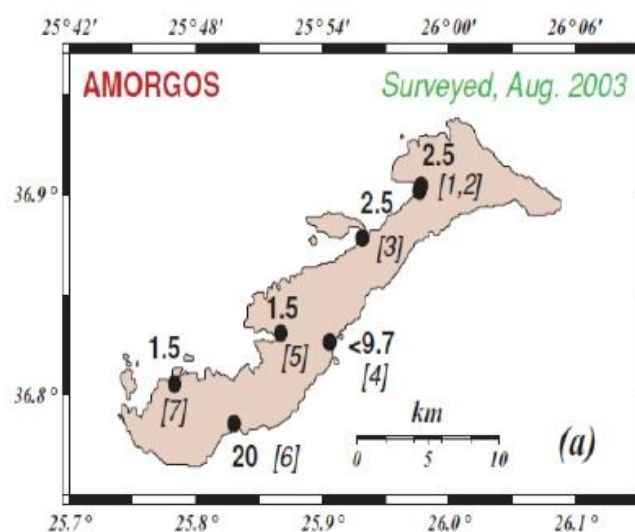 25°42' 25°48' 25°54' 26°00' 26°06'
AMORGOS Surveyed, Aug. 2003
2.5
[1,2]
36.9°
2.5
[3]
1.5
[5]
<9.7
[4]
1.5
[7]
36.8°
20 [6]
km
0 5 10
(a)
25.7° 25.8° 25.9° 26.0° 26.1°